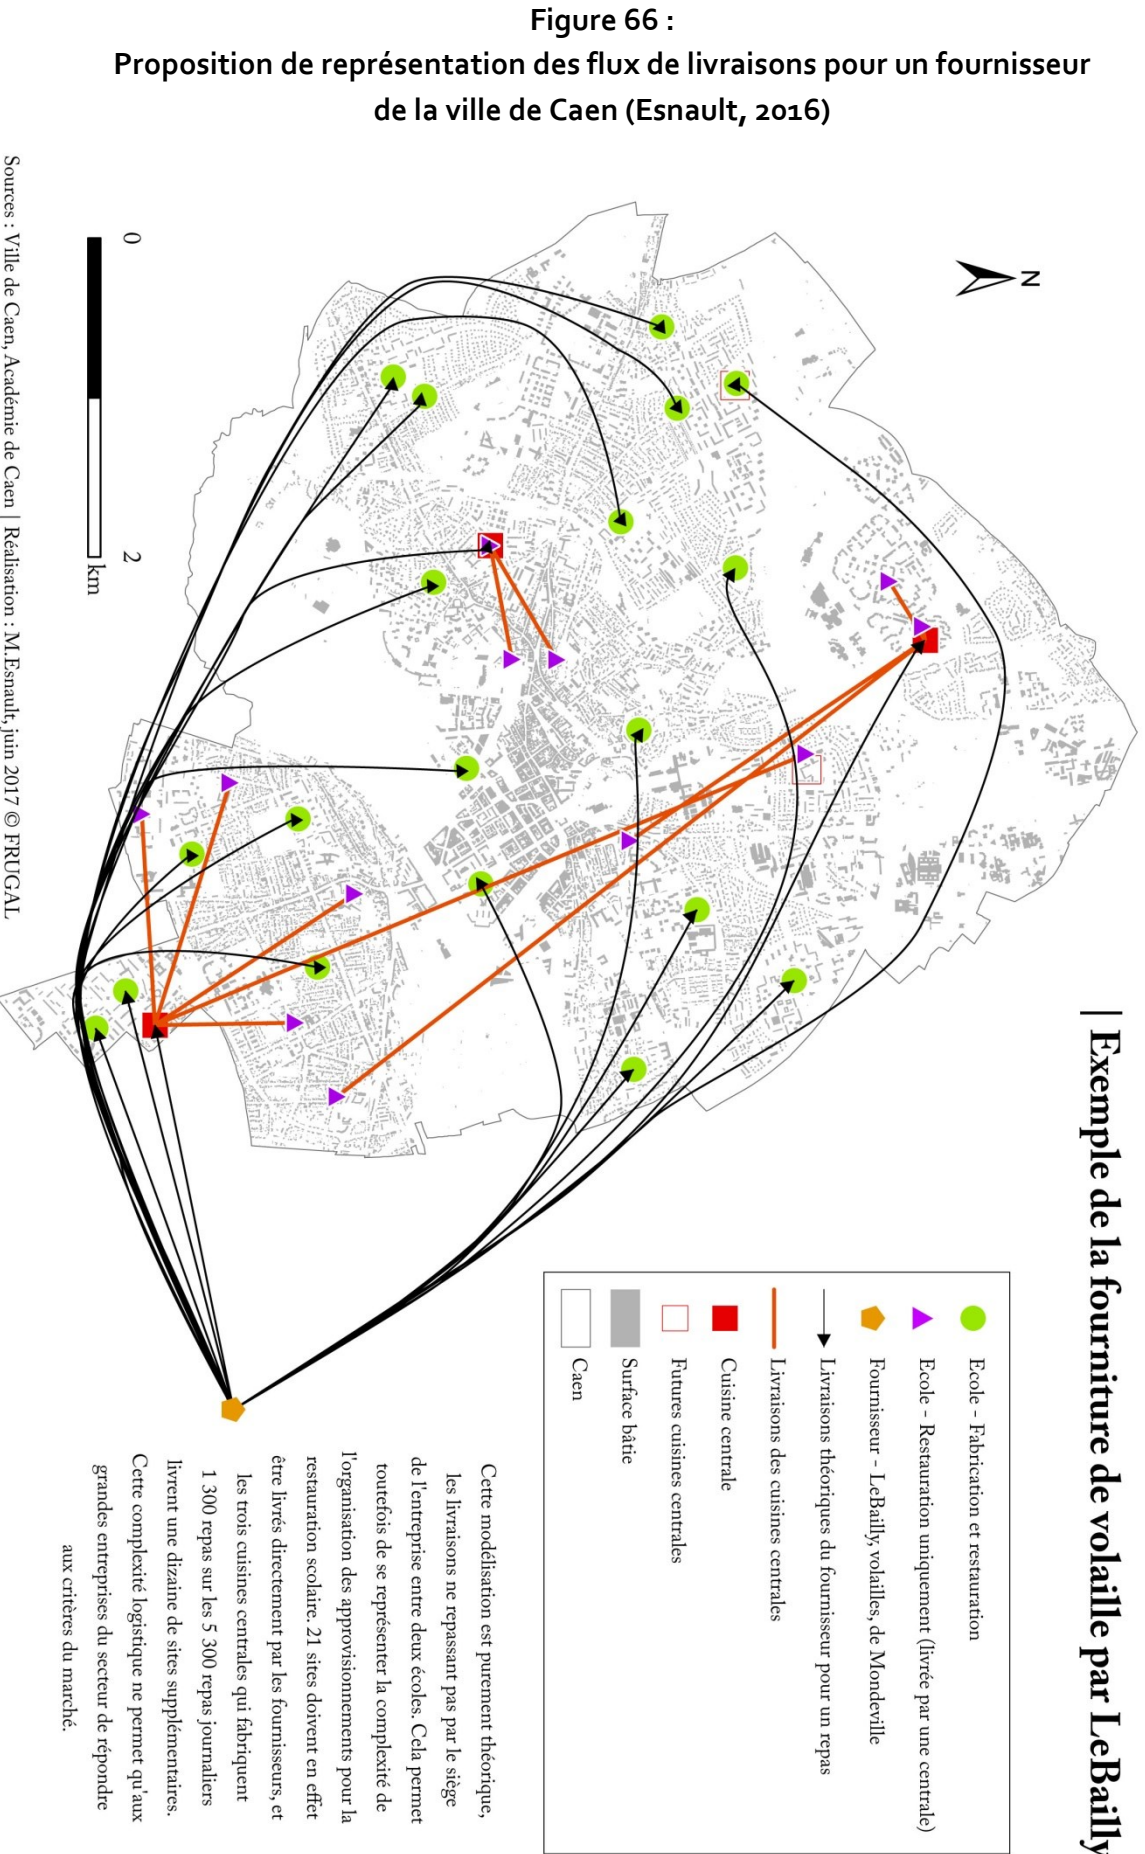 Figure 66 :
Proposition de représentation des flux de livraisons pour un fournisseur
de la ville de Caen (Esnault, 2016)
| Exemple de la fourniture de volaille par LeBailly
N
Ecole - Fabrication et restauration
Ecole - Restauration uniquement (livrée par une centrale)
Fournisseur - LeBailly, volailles, de Mondeville
Livraisons théoriques du fournisseur pour un repas
Livraisons des cuisines centrales
Cuisine centrale
Futures cuisines centrales
Surface bâtie
Caen
Cette modélisation est purement théorique,
les livraisons ne repassant pas par le siège
de l'entreprise entre deux écoles. Cela permet
toutefois de se représenter la complexité de
l'organisation des approvisionnements pour la
restauration scolaire. 21 sites doivent en effet
être livrés directement par les fournisseurs, et
les trois cuisines centrales qui fabriquent
1 300 repas sur les 5 300 repas journaliers
livrent une dizaine de sites supplémentaires.
Cette complexité logistique ne permet qu'aux
grandes entreprises du secteur de répondre
aux critères du marché.
0 2
km
Sources : Ville de Caen, Académie de Caen | Réalisation : M.Esnault, juin 2017 © FRUGAL